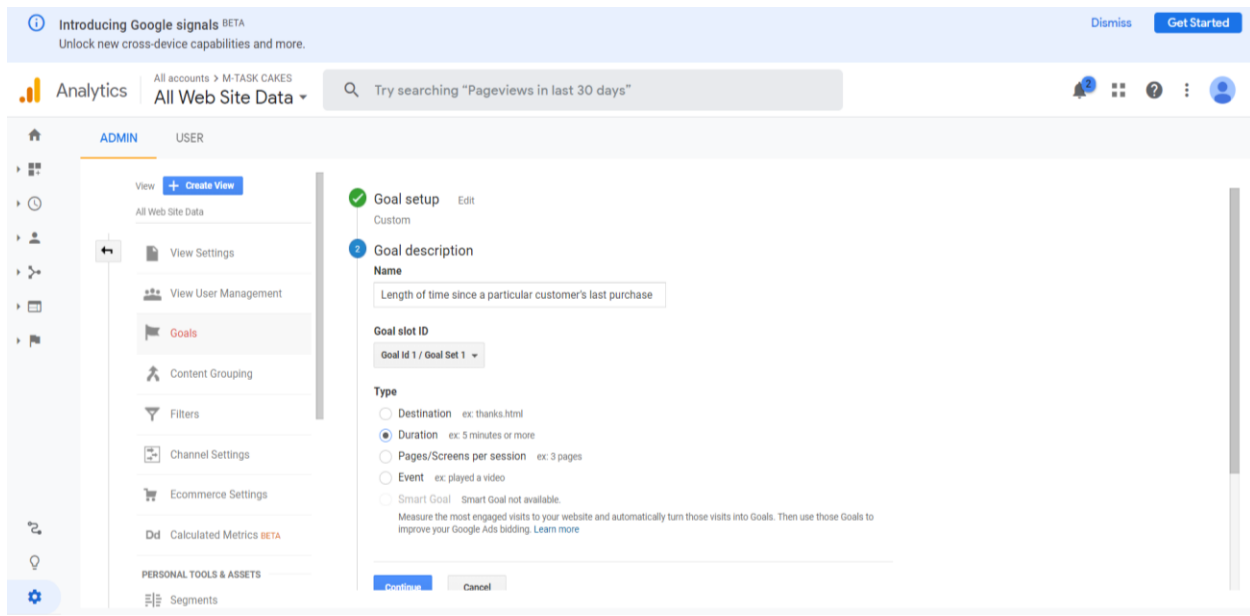 Introducing Google signals BETA
Unlock new cross-device capabilities and more.
Dismiss
Get Started
Analytics
All accounts > M-TASK CAKES
All Web Site Data
Try searching “Pageviews in last 30 days”
2
ADMIN
USER
View
+ Create View
All Web Site Data
View Settings
View User Management
Goals
Content Grouping
Filters
Channel Settings
Ecommerce Settings
Dd Calculated Metrics BETA
PERSONAL TOOLS & ASSETS
Segments
Goal setup Edit
Custom
2 Goal description
Name
Length of time since a particular customer's last purchase
Goal slot ID
Goal Id 1 / Goal Set 1
Type
Destination ex: thanks.html
Duration ex: 5 minutes or more
Pages/Screens per session ex: 3 pages
Event ex: played a video
Smart Goal Smart Goal not available.
Measure the most engaged visits to your website and automatically turn those visits into Goals. Then use those Goals to
improve your Google Ads bidding. Learn more
Continue
Cancel